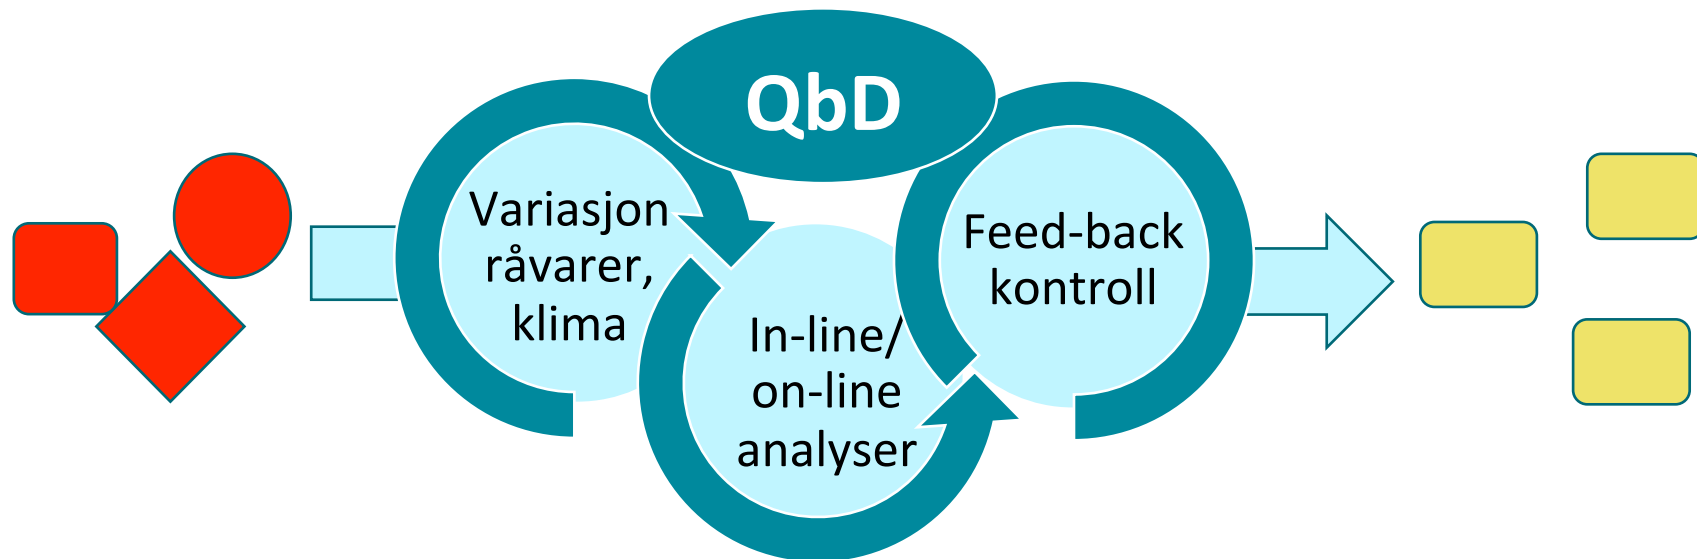 QbD
Variasjon
råvarer,
klima
In-line/
on-line
analyser
Feed-back
kontroll